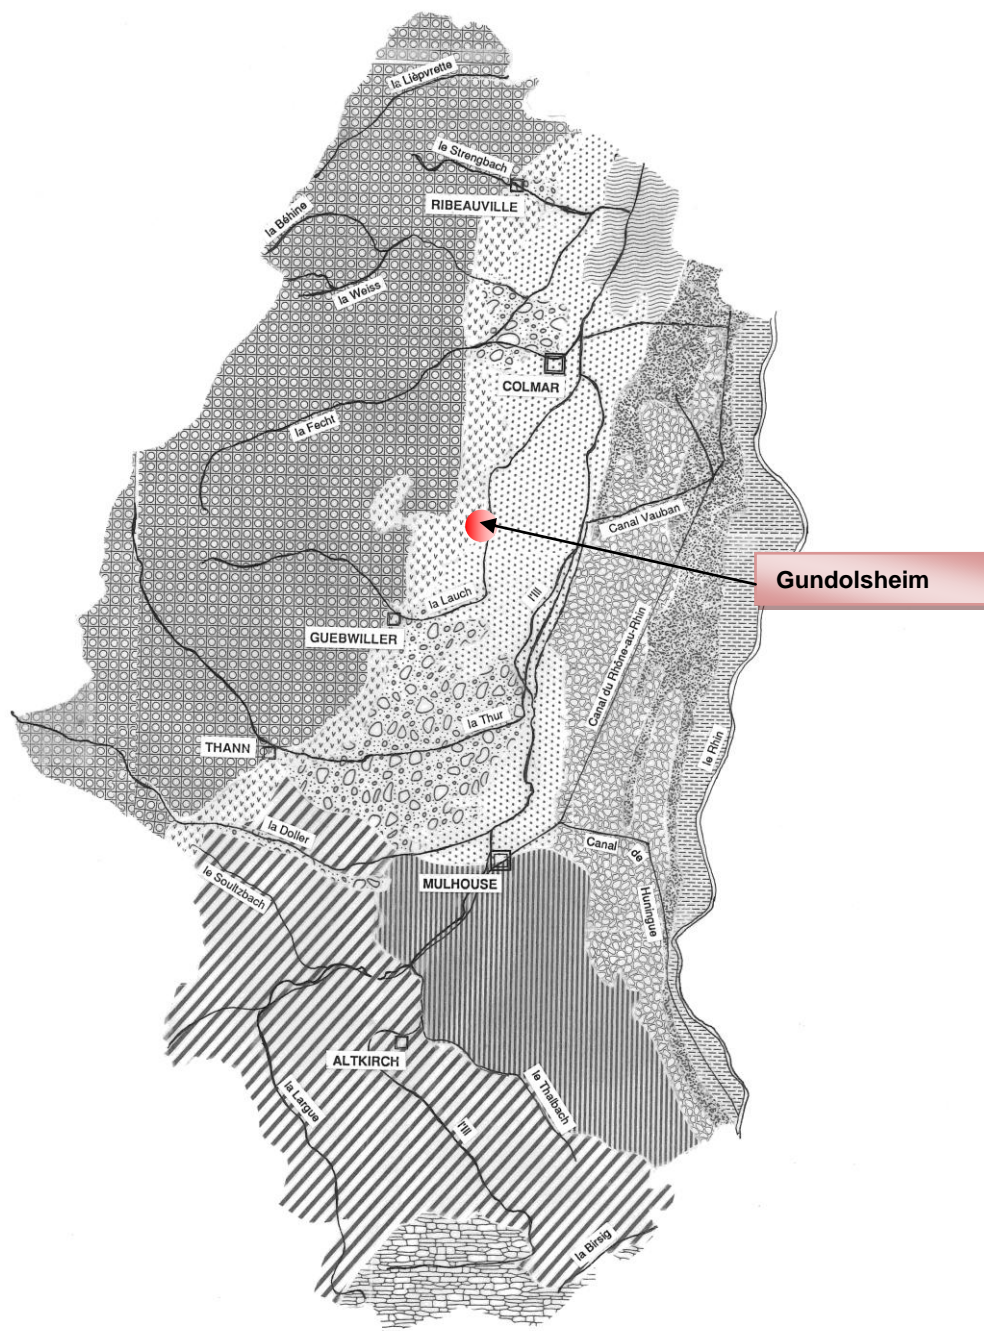 la Lièpvrette
le Strengbach
RIBEAUVILLE
la Béhine
la Weiss
COLMAR
la Fecht
Canal Vauban
Gundolsheim
la Lauch
l'Ill
GUEBWILLER
Canal du Rhône-au-Rhin
la Thur
le Rhin
THANN
la Doller
Canal
de
Huningue
le Soultzbach
MULHOUSE
ALTKIRCH
la Largue
l'Ill
le Thalbach
la Birsig